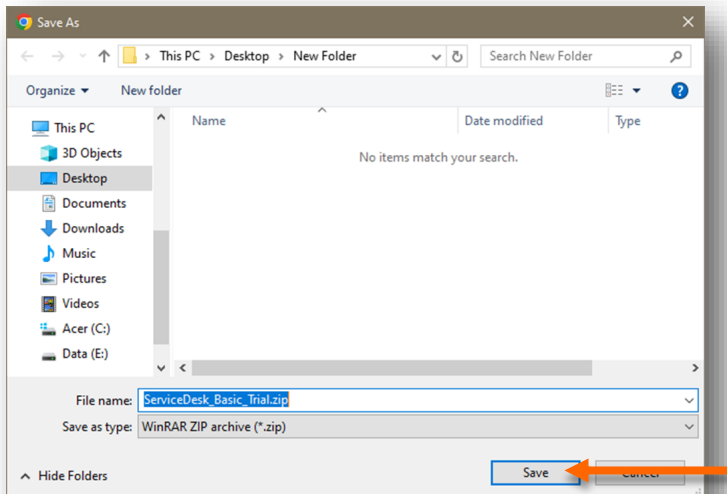 Save As
This PC > Desktop > New Folder
Search New Folder
Organize
New folder
?
This PC
3D Objects
Desktop
Documents
Downloads
Music
Pictures
Videos
Acer (C:)
Data (E:)
Name
Date modified
Type
No items match your search.
File name: ServiceDesk_Basic_Trial.zip
Save as type: WinRAR ZIP archive (*.zip)
Hide Folders
Save
Cancel